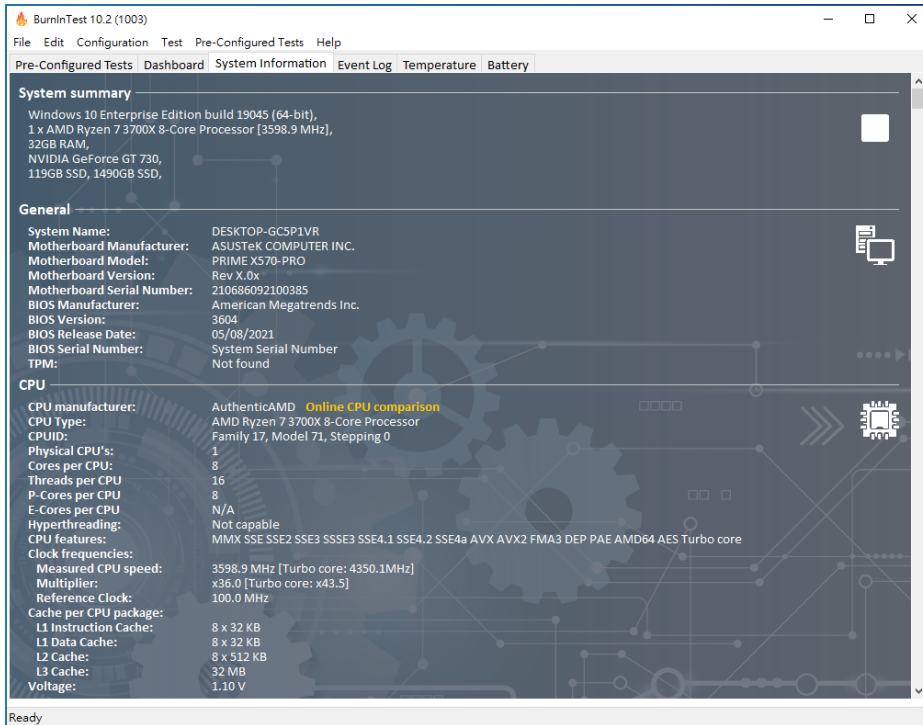 BurnInTest 10.2 (1003)
File Edit Configuration Test Pre-Configured Tests Help
Pre-Configured Tests Dashboard System Information Event Log Temperature Battery
System summary
Windows 10 Enterprise Edition build 19045 (64-bit),
1 x AMD Ryzen 7 3700X 8-Core Processor [3598.9 MHz],
32GB RAM,
NVIDIA GeForce GT 730,
119GB SSD, 1490GB SSD,
General
System Name: DESKTOP-GC5P1VR
Motherboard Manufacturer: ASUSTeK COMPUTER INC.
Motherboard Model: PRIME X570-PRO
Motherboard Version: Rev X.0x
Motherboard Serial Number: 210686092100385
BIOS Manufacturer: American Megatrends Inc.
BIOS Version: 3604
BIOS Release Date: 05/08/2021
BIOS Serial Number: System Serial Number
TPM: Not found
CPU
CPU manufacturer: AuthenticAMD Online CPU comparison
CPU Type: AMD Ryzen 7 3700X 8-Core Processor
CPUID: Family 17, Model 71, Stepping 0
Physical CPU's: 1
Cores per CPU: 8
Threads per CPU 16
P-Cores per CPU 8
E-Cores per CPU N/A
Hyperthreading: Not capable
CPU features: MMX SSE SSE2 SSE3 SSSE3 SSE4.1 SSE4.2 SSE4a AVX AVX2 FMA3 DEP PAE AMD64 AES Turbo core
Clock frequencies:
Measured CPU speed: 3598.9 MHz [Turbo core: 4350.1MHz]
Multiplier: x36.0 [Turbo core: x43.5]
Reference Clock: 100.0 MHz
Cache per CPU package:
L1 Instruction Cache: 8 x 32 KB
L1 Data Cache: 8 x 32 KB
L2 Cache: 8 x 512 KB
L3 Cache: 32 MB
Voltage: 1.10 V
Ready